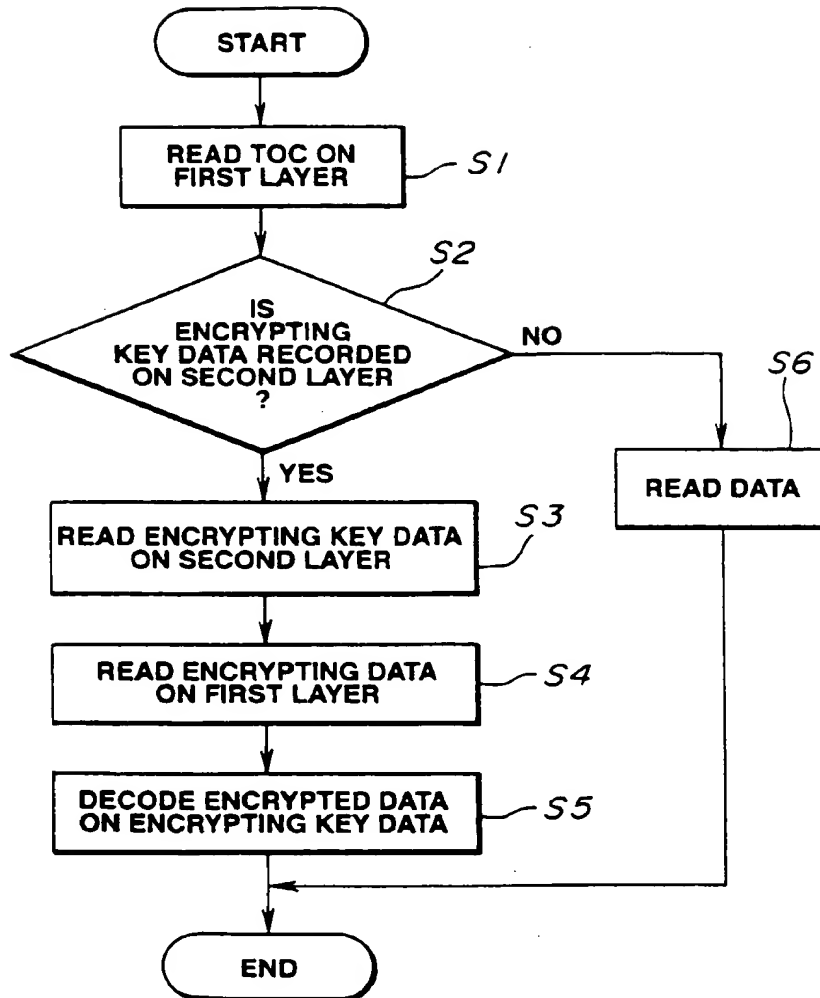 START
READ TOC ON
FIRST LAYER
S1
S2
IS
ENCRYPTING
KEY DATA RECORDED
ON SECOND LAYER
?
NO
S6
YES
READ DATA
READ ENCRYPTING KEY DATA
ON SECOND LAYER
S3
READ ENCRYPTING DATA
ON FIRST LAYER
S4
DECODE ENCRYPTED DATA
ON ENCRYPTING KEY DATA
S5
END